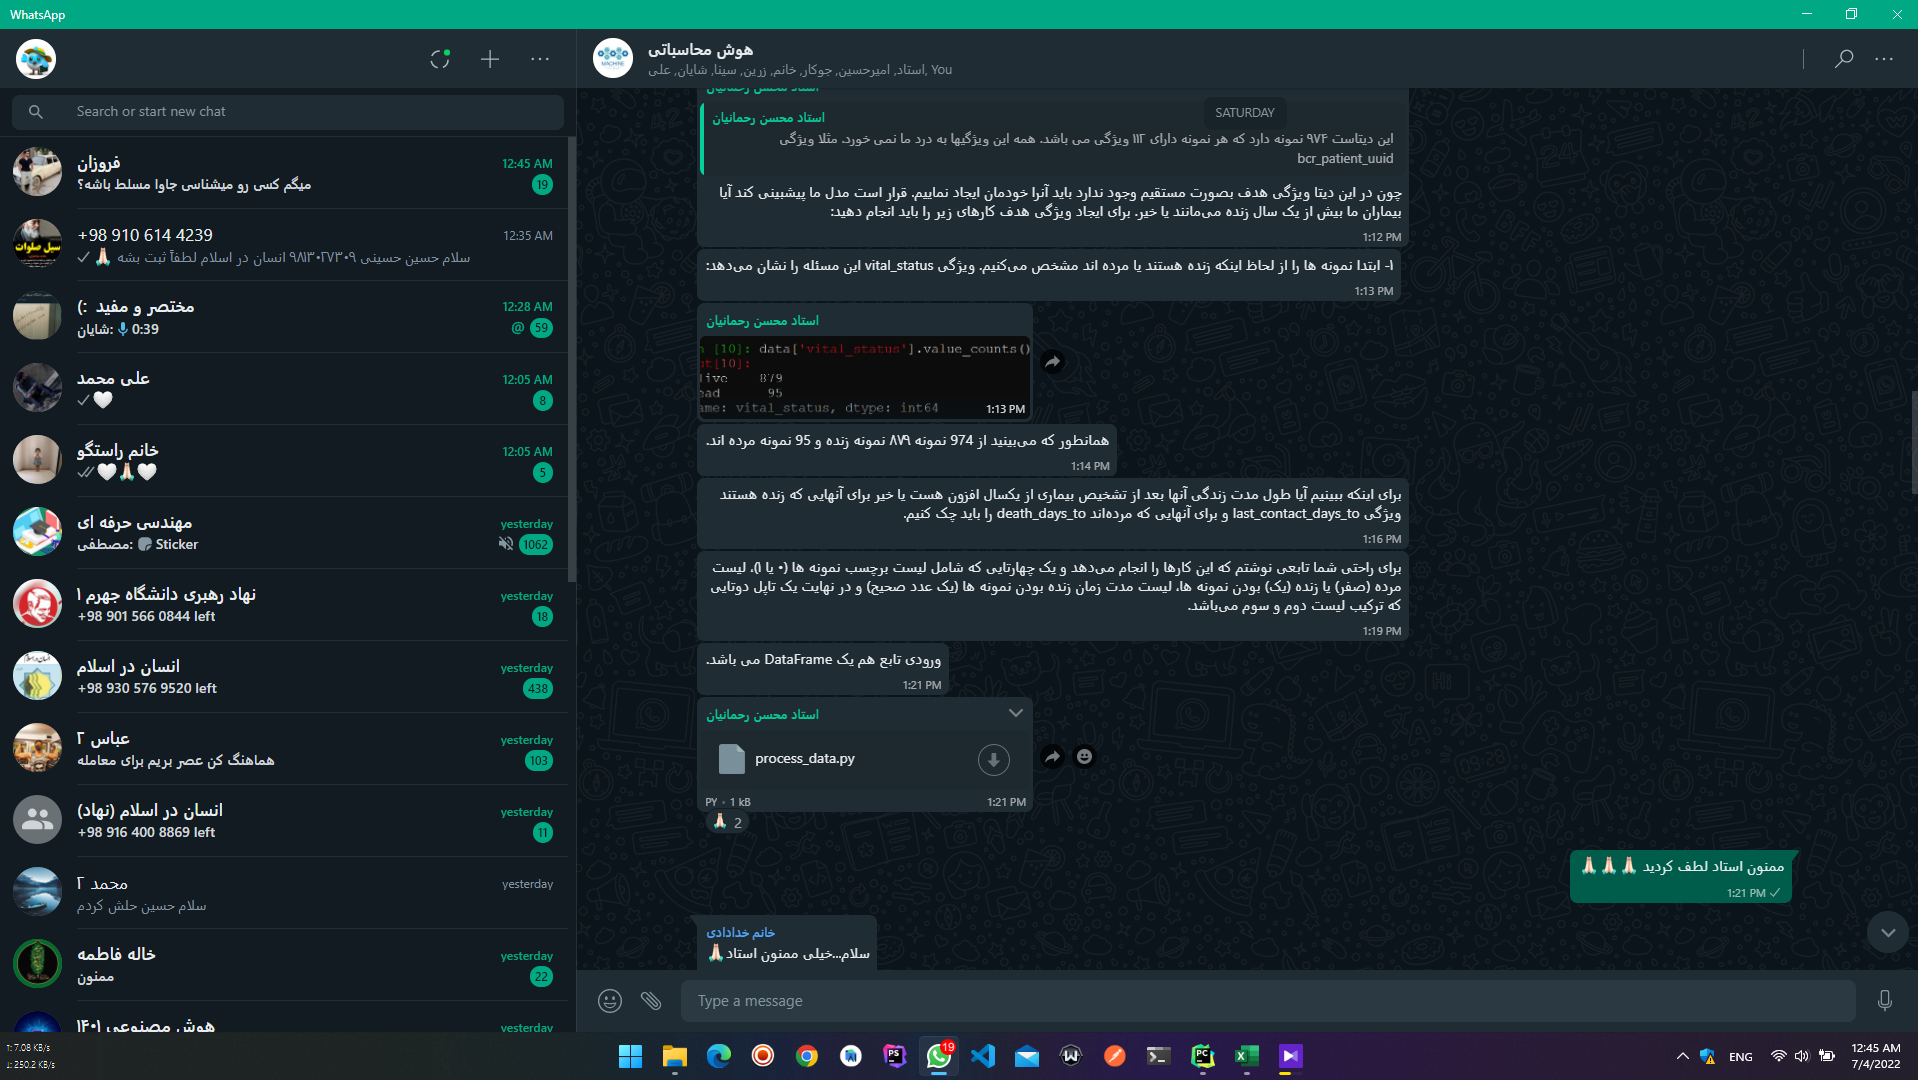 WhatsApp
Search or start new chat
فروزان
12:45 AM
میگم کسی رو میشناسی جاوا مسلط باشه؟
19
+98 910 614 4239
12:35 AM
سلام حسین حسینی ۹۸۱۳۰۲۷۳۰۹ انسان در اسلام لطفاً ثبت بشه 🙏🏻
مختصر و مفید :)
12:28 AM
شایان: 0:39
@ 59
علی محمد
12:05 AM
🤍
8
خانم راستگو
12:05 AM
🤍🙏🏻🤍
5
مهندسی حرفه ای
yesterday
مصطفی: Sticker
1062
نهاد رهبری دانشگاه جهرم ۱
yesterday
+98 901 566 0844 left
18
انسان در اسلام
yesterday
+98 930 576 9520 left
438
عباس ۲
yesterday
هماهنگ کن عصر بریم برای معامله
103
انسان در اسلام (نهاد)
yesterday
+98 916 400 8869 left
11
محمد ۲
yesterday
سلام حسین حلش کردم
خاله فاطمه
yesterday
ممنون
22
هوش مصنوعی ۱۴۰۱
yesterday
هوش محاسباتی
استاد, امیرحسین, جوکار, خانم, زرین, سینا, شایان, علی, You
SATURDAY
استاد محسن رحمانیان
استاد محسن رحمانیان
این دیتاست ۹۷۴ نمونه دارد که هر نمونه دارای ۱۱۲ ویژگی می باشد. همه این ویژگیها به درد ما نمی خورد. مثلا ویژگی
bcr_patient_uuid
چون در این دیتا ویژگی هدف بصورت مستقیم وجود ندارد باید آنرا خودمان ایجاد نماییم. قرار است مدل ما پیشبینی کند آیا
بیماران ما بیش از یک سال زنده می‌مانند یا خیر. برای ایجاد ویژگی هدف کارهای زیر را باید انجام دهید:
1:12 PM
۱- ابتدا نمونه ها را از لحاظ اینکه زنده هستند یا مرده اند مشخص می‌کنیم. ویژگی vital_status این مسئله را نشان می‌دهد:
1:13 PM
استاد محسن رحمانیان
n [10]: data['vital_status'].value_counts()
ut[10]:
live 879
ead 95
ame: vital_status, dtype: int64
1:13 PM
همانطور که می‌بینید از 974 نمونه ۸۷۹ نمونه زنده و 95 نمونه مرده اند.
1:14 PM
برای اینکه ببینیم آیا طول مدت زندگی آنها بعد از تشخیص بیماری از یکسال افزون هست یا خیر برای آنهایی که زنده هستند
ویژگی last_contact_days_to و برای آنهایی که مرده‌اند death_days_to را باید چک کنیم.
1:16 PM
برای راحتی شما تابعی نوشتم که این کارها را انجام می‌دهد و یک چهارتایی که شامل لیست برچسب نمونه ها (۰ یا ۱)، لیست
مرده (صفر) یا زنده (یک) بودن نمونه ها، لیست مدت زمان زنده بودن نمونه ها (یک عدد صحیح) و در نهایت یک تاپل دوتایی
که ترکیب لیست دوم و سوم می‌باشد.
1:19 PM
ورودی تابع هم یک DataFrame می باشد.
1:21 PM
استاد محسن رحمانیان
process_data.py
PY • 1 kB
1:21 PM
🙏🏻 2
ممنون استاد لطف کردید 🙏🏻🙏🏻🙏🏻
1:21 PM
خانم خدادادی
سلام...خیلی ممنون استاد🙏🏻
Type a message
↑: 7.08 KB/s
↓: 250.2 KB/s
PS
19
W
PC
ENG
12:45 AM
7/4/2022